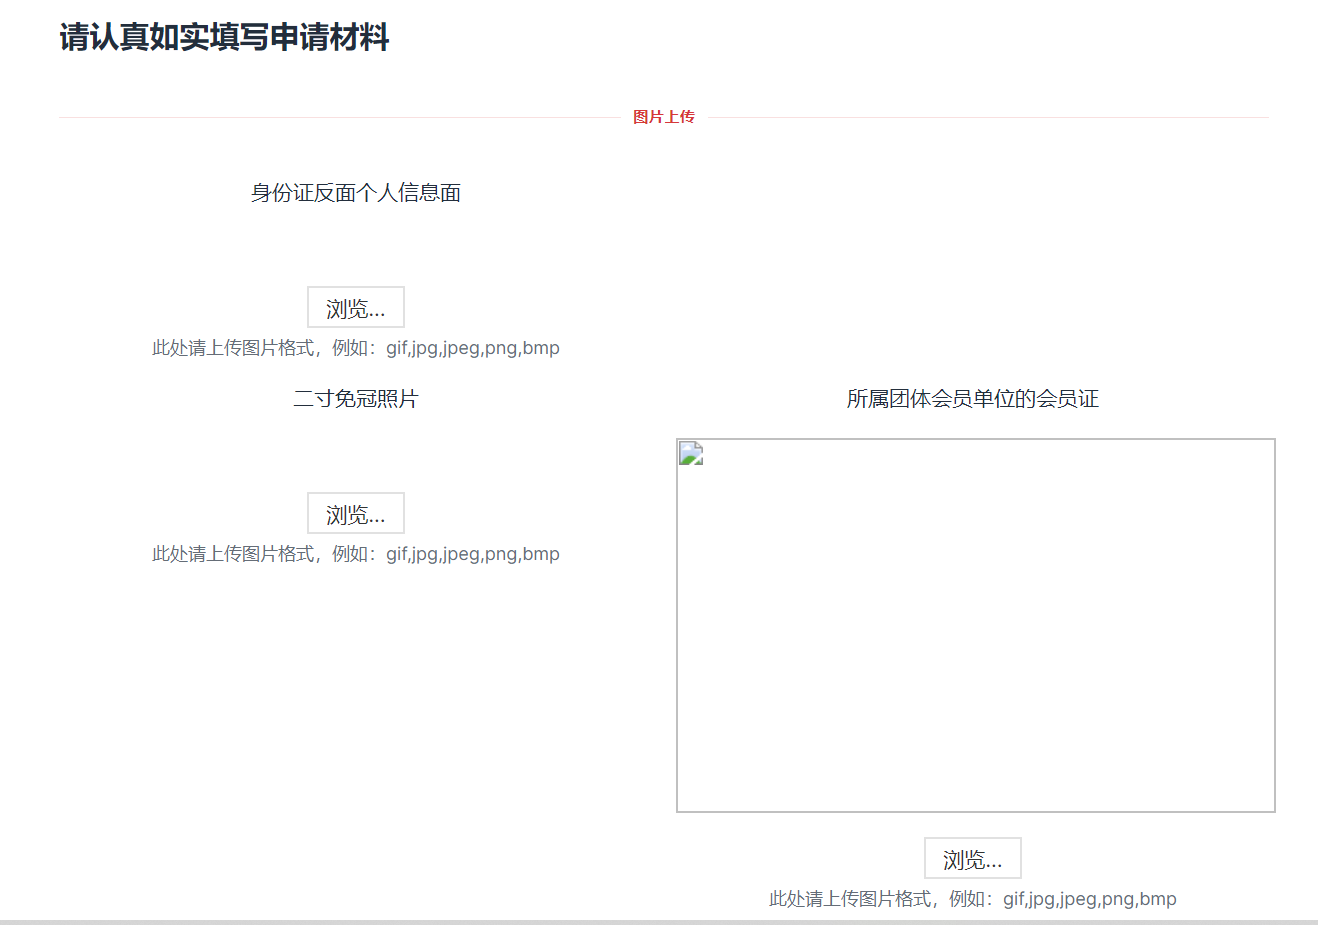 请认真如实填写申请材料
图片上传
身份证反面个人信息面
浏览...
此处请上传图片格式，例如：gif,jpg,jpeg,png,bmp
二寸免冠照片
浏览...
此处请上传图片格式，例如：gif,jpg,jpeg,png,bmp
所属团体会员单位的会员证
浏览...
此处请上传图片格式，例如：gif,jpg,jpeg,png,bmp